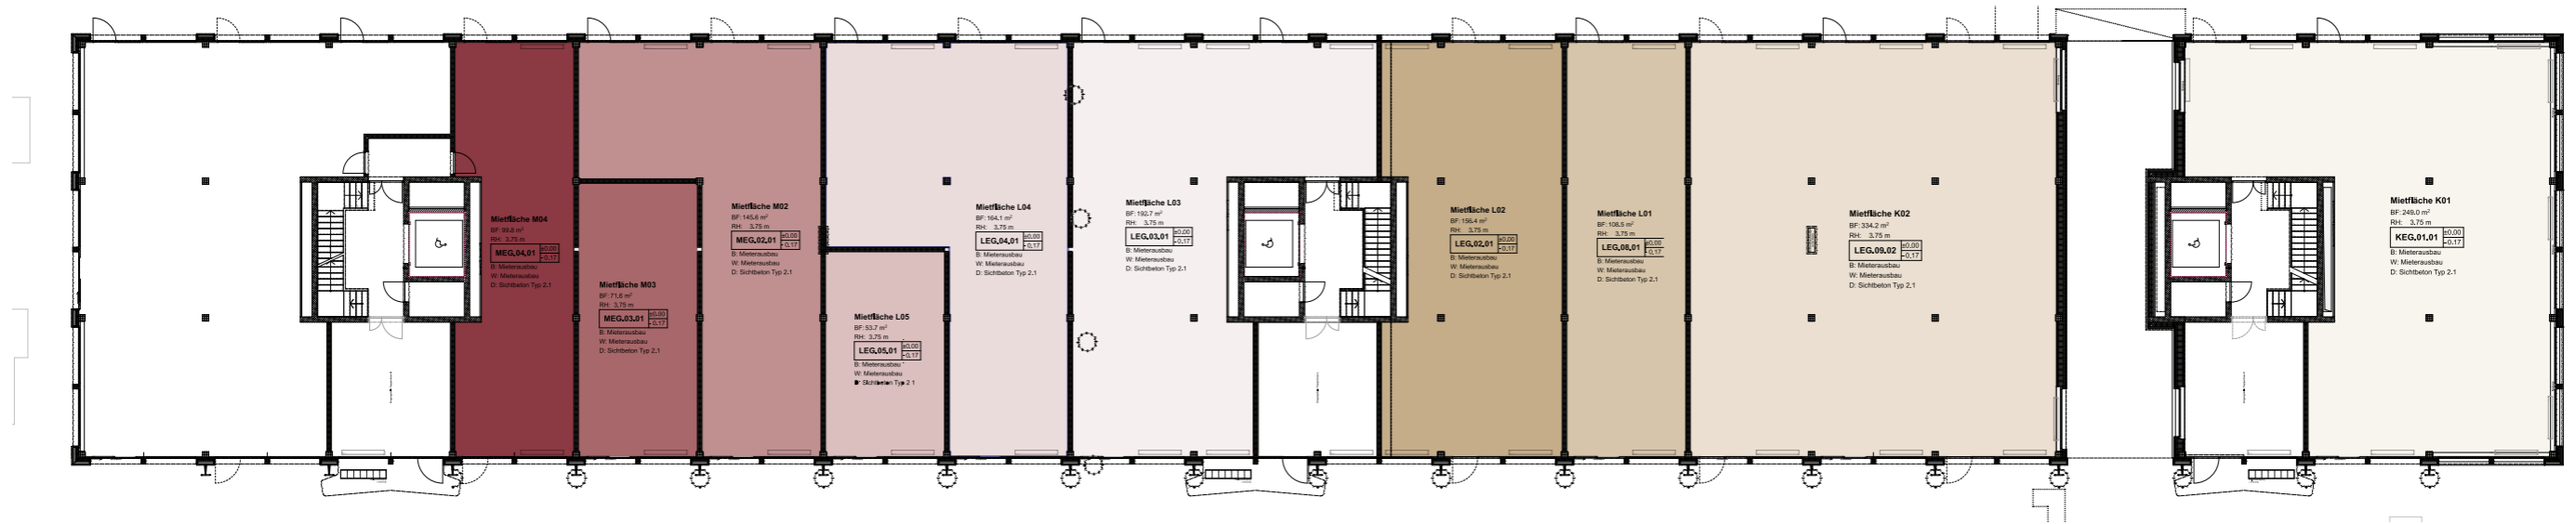 Mietfläche M04
BF: 99.8 m²
RH: 3.75 m
MEG.04.01 ±0.00 -0.17
B: Mieterausbau
W: Mieterausbau
D: Sichtbeton Typ 2.1
Mietfläche M03
BF: 71.8 m²
RH: 3.75 m
MEG.03.01 ±0.00 -0.17
B: Mieterausbau
W: Mieterausbau
D: Sichtbeton Typ 2.1
Mietfläche M02
BF: 145.6 m²
RH: 3.75 m
MEG.02.01 ±0.00 -0.17
B: Mieterausbau
W: Mieterausbau
D: Sichtbeton Typ 2.1
Mietfläche L05
BF: 53.7 m²
RH: 3.75 m
LEG.05.01 ±0.00 -0.17
B: Mieterausbau
W: Mieterausbau
D: Sichtbeton Typ 2.1
Mietfläche L04
BF: 164.1 m²
RH: 3.75 m
LEG.04.01 ±0.00 -0.17
B: Mieterausbau
W: Mieterausbau
D: Sichtbeton Typ 2.1
Mietfläche L03
BF: 192.7 m²
RH: 3.75 m
LEG.03.01 ±0.00 -0.17
B: Mieterausbau
W: Mieterausbau
D: Sichtbeton Typ 2.1
Mietfläche L02
BF: 156.4 m²
RH: 3.75 m
LEG.02.01 ±0.00 -0.17
B: Mieterausbau
W: Mieterausbau
D: Sichtbeton Typ 2.1
Mietfläche L01
BF: 108.5 m²
RH: 3.75 m
LEG.08.01 ±0.00 -0.17
B: Mieterausbau
W: Mieterausbau
D: Sichtbeton Typ 2.1
Mietfläche K02
BF: 334.2 m²
RH: 3.75 m
LEG.09.02 ±0.00 -0.17
B: Mieterausbau
W: Mieterausbau
D: Sichtbeton Typ 2.1
Mietfläche K01
BF: 249.0 m²
RH: 3.75 m
KEG.01.01 ±0.00 -0.17
B: Mieterausbau
W: Mieterausbau
D: Sichtbeton Typ 2.1